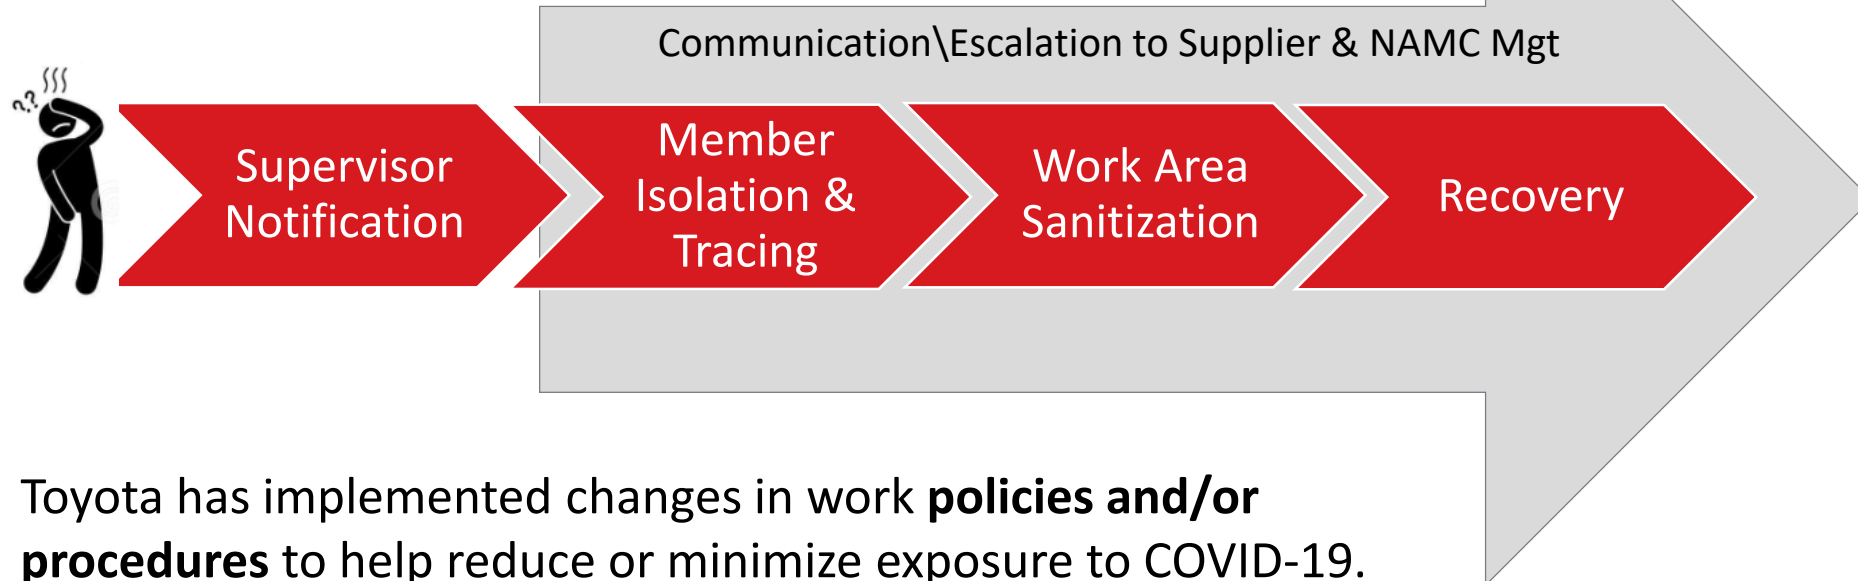 Communication\Escalation to Supplier & NAMC Mgt
??
Supervisor
Notification
Member
Isolation &
Tracing
Work Area
Sanitization
Recovery
Toyota has implemented changes in work policies and/or
procedures to help reduce or minimize exposure to COVID-19.